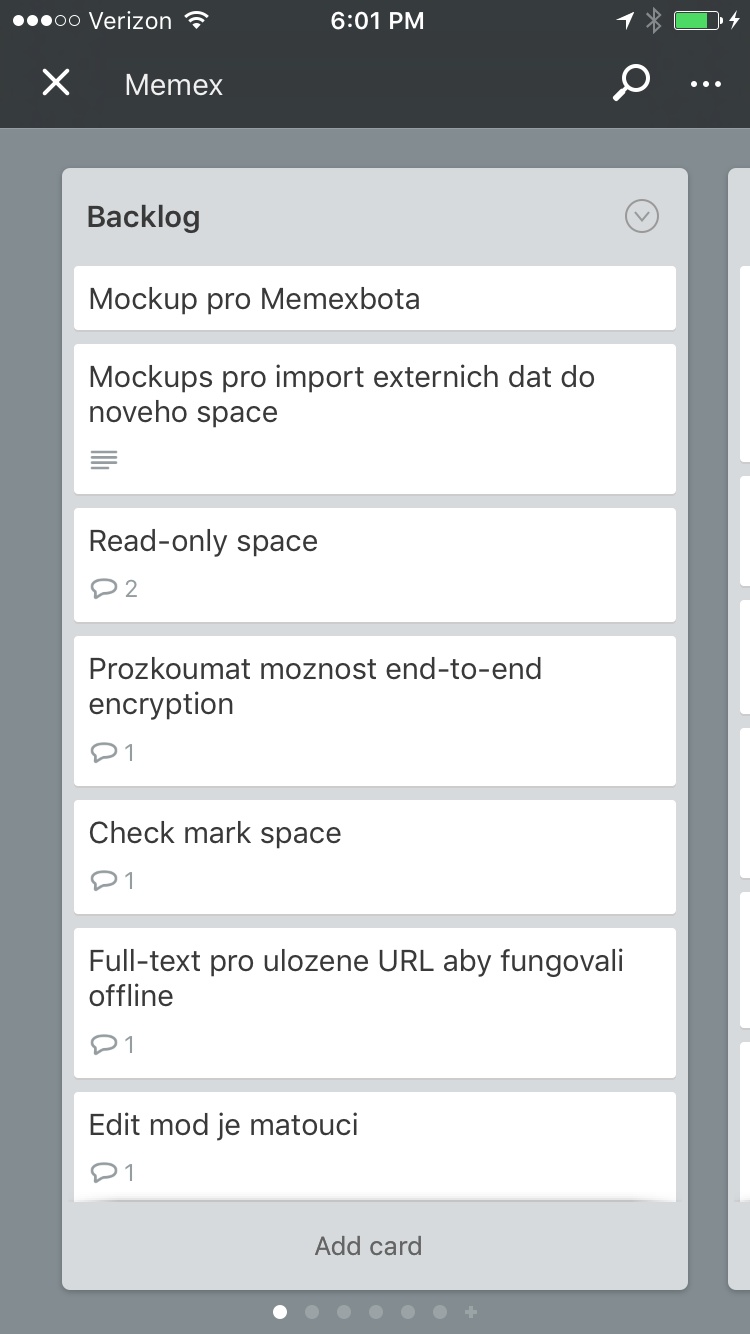 Verizon 6:01 PM
Memex
Backlog
Mockup pro Memexbota
Mockups pro import externich dat do
noveho space
Read-only space
2
Prozkoumat moznost end-to-end
encryption
1
Check mark space
1
Full-text pro ulozene URL aby fungovali
offline
1
Edit mod je matouci
1
Add card